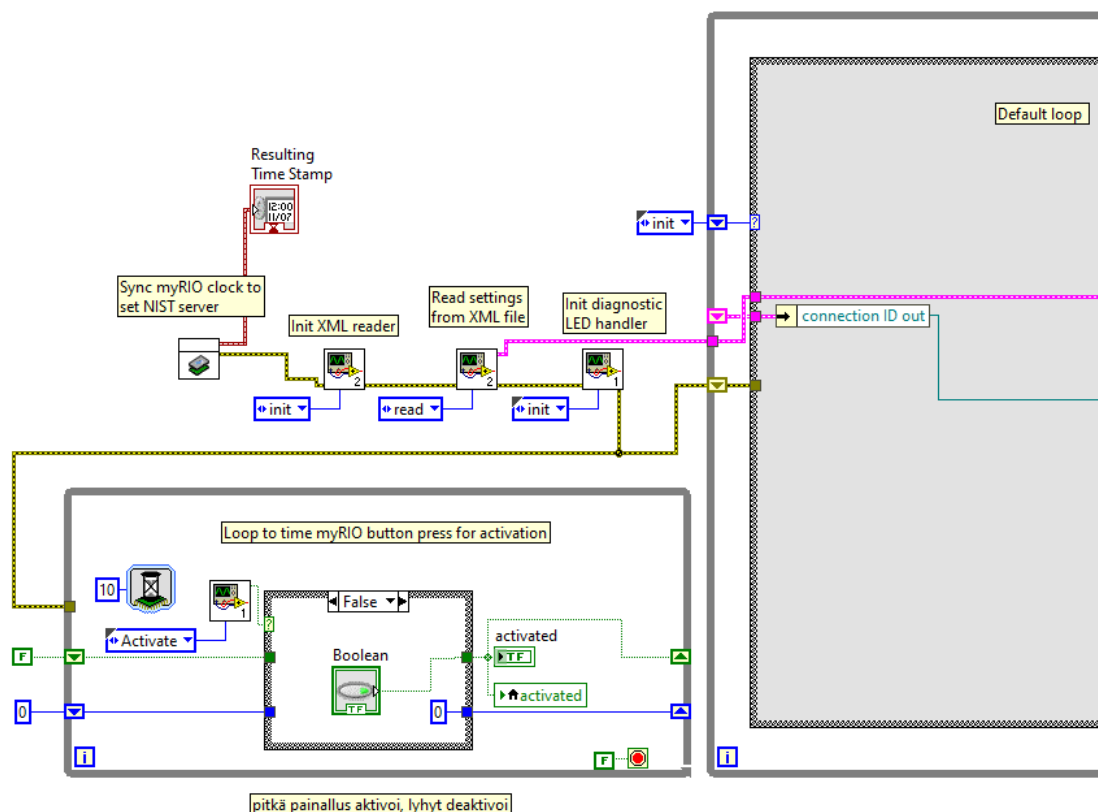 Default loop
Resulting
Time Stamp
12:00
11/07
init
?
Sync myRIO clock to
set NIST server
Read settings
from XML file
Init diagnostic
LED handler
Init XML reader
connection ID out
2
2
1
init
read
init
Loop to time myRIO button press for activation
10
1
False
?
Activate
activated
TF
F
Boolean
activated
TF
0
0
i
F
i
pitkä painallus aktivoi, lyhyt deaktivoi